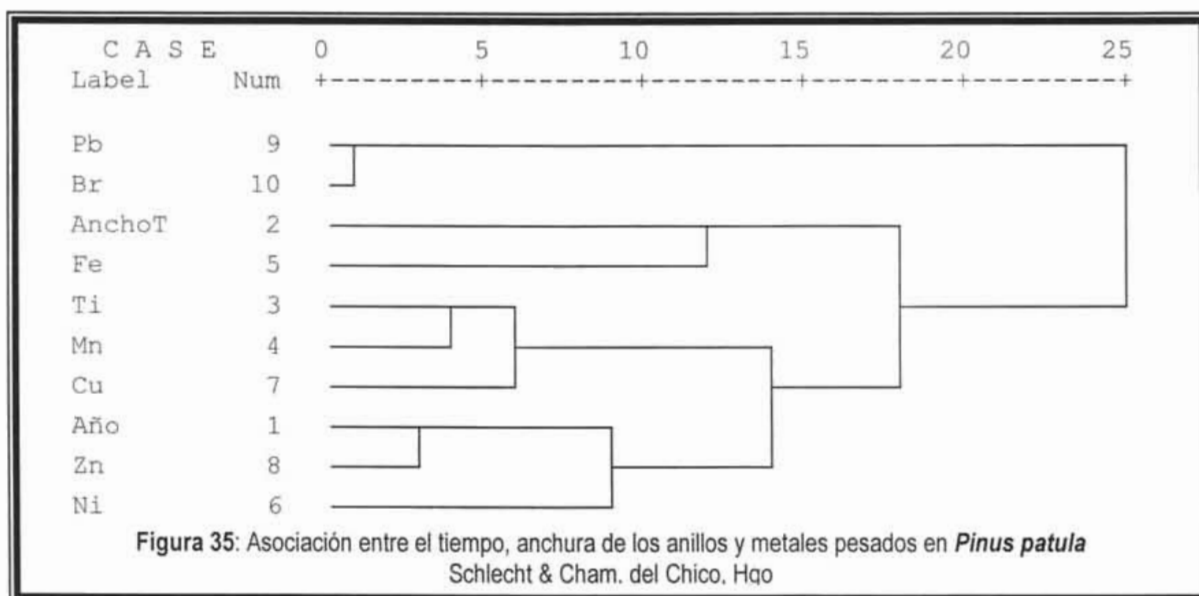 C A S E 0 5 10 15 20 25
Label Num +---------+---------+---------+---------+---------+
Pb 9
Br 10
AnchoT 2
Fe 5
Ti 3
Mn 4
Cu 7
Año 1
Zn 8
Ni 6
Figura 35: Asociación entre el tiempo, anchura de los anillos y metales pesados en Pinus patula
Schlecht & Cham. del Chico, Hgo